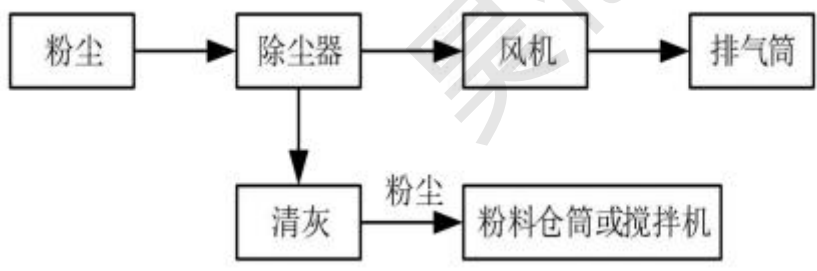 粉尘
除尘器
风机
排气筒
清灰
粉尘
粉料仓筒或搅拌机